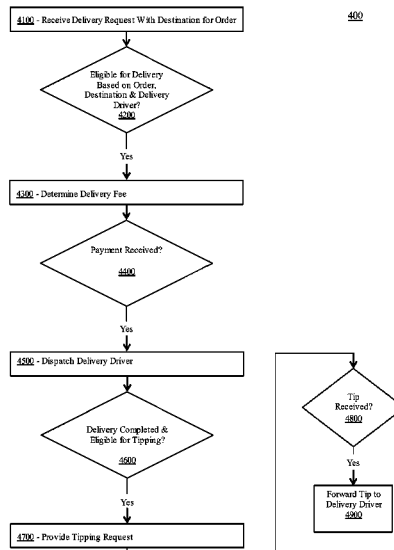 4100 - Receive Delivery Request With Destination for Order
400
Eligible for Delivery
Based on Order,
Destination & Delivery
Driver?
4200
Yes
4300 - Determine Delivery Fee
Payment Received?
4400
Yes
4500 - Dispatch Delivery Driver
Delivery Completed &
Eligible for Tipping?
4600
Yes
4700 - Provide Tipping Request
Tip
Received?
4800
Yes
Forward Tip to
Delivery Driver
4900